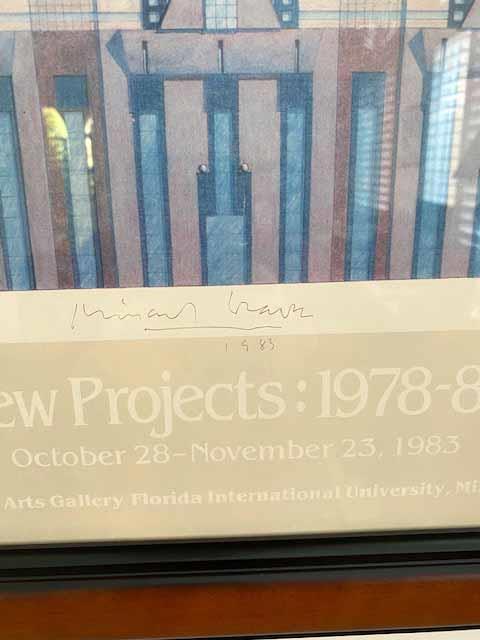 1983
ew Projects : 1978-8
October 28–November 23, 1983
Arts Gallery Florida International University, Mi